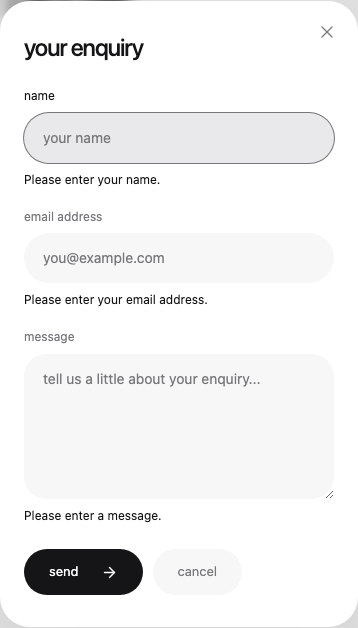 your enquiry
name
your name
Please enter your name.
email address
you@example.com
Please enter your email address.
message
tell us a little about your enquiry...
Please enter a message.
send
cancel